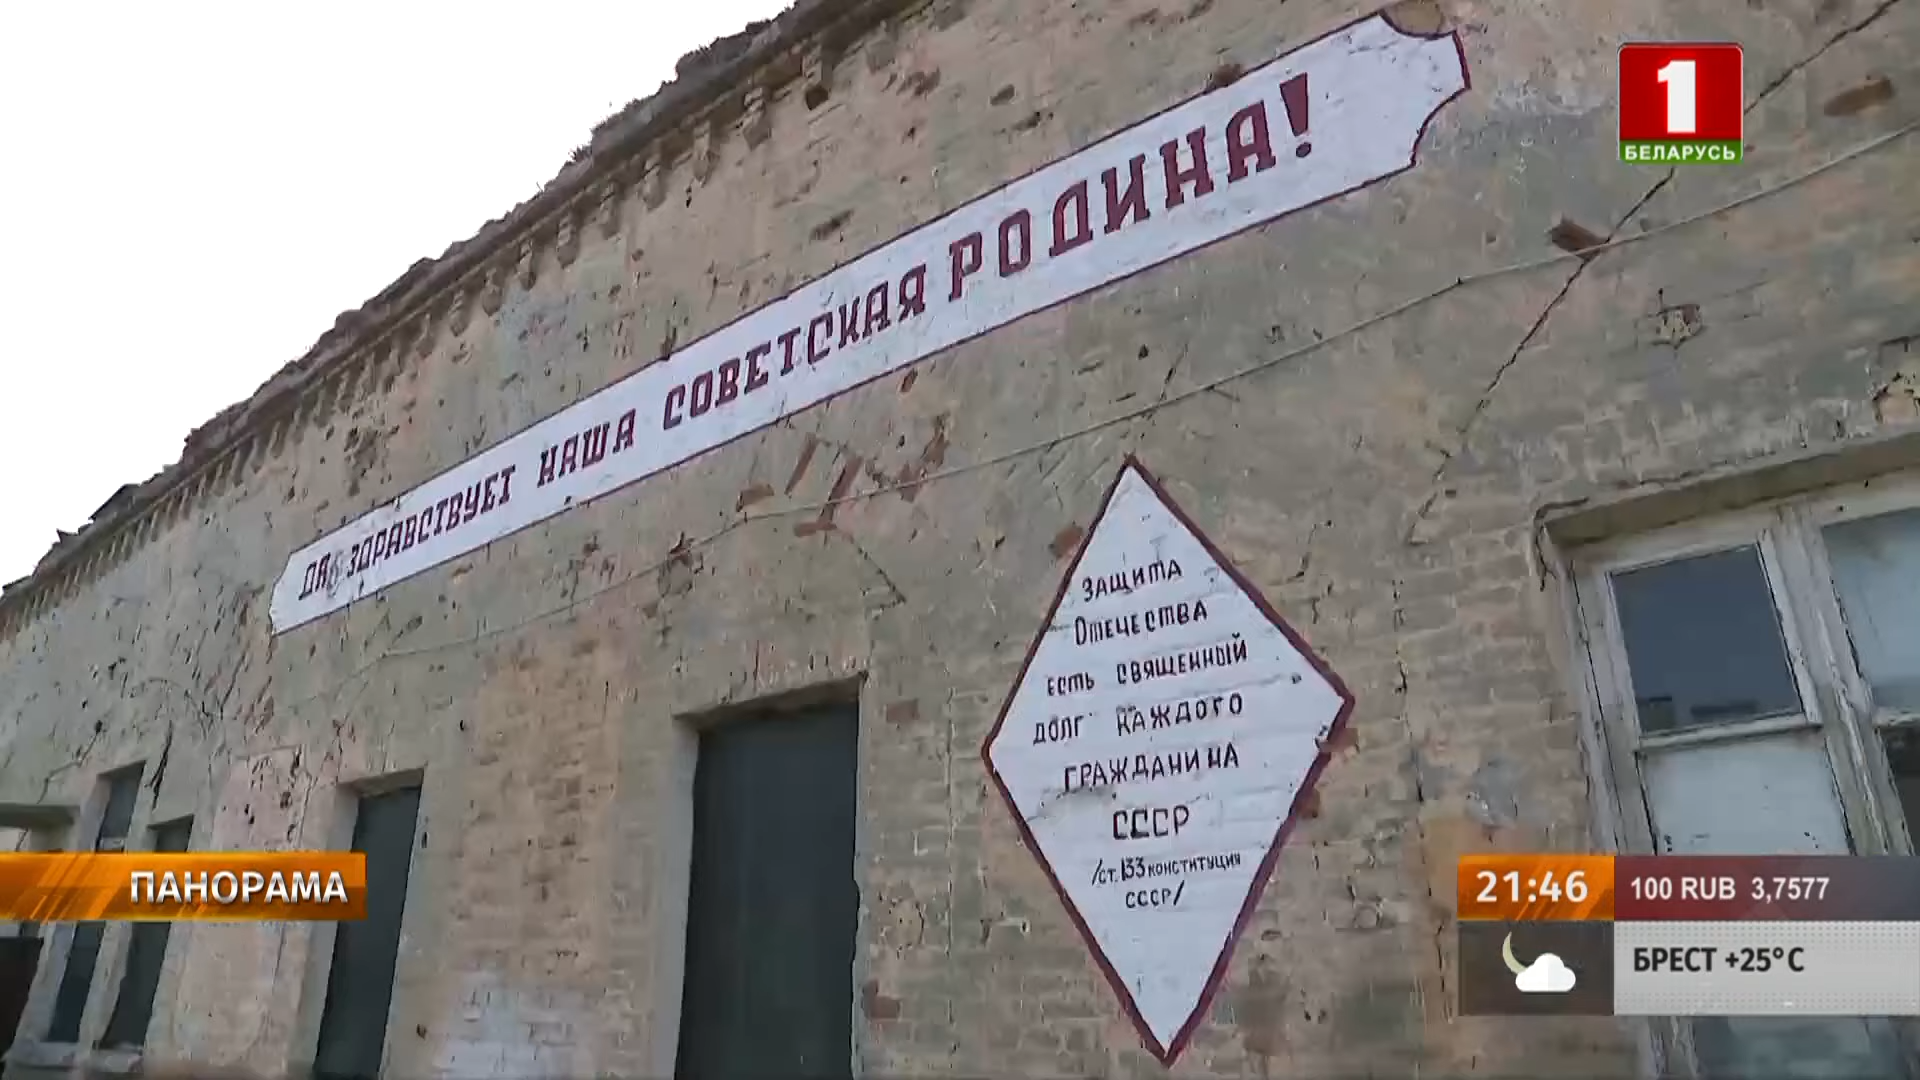 1
БЕЛАРУСЬ
ДА ЗДРАВСТВУЕТ НАША СОВЕТСКАЯ РОДИНА!
ЗАЩИТА
ОТЕЧЕСТВА
ЕСТЬ СВЯЩЕННЫЙ
ДОЛГ КАЖДОГО
ГРАЖДАНИНА
СССР
/СТ. 133 КОНСТИТУЦИЯ
СССР/
ПАНОРАМА
21:46 100 RUB 3,7577
БРЕСТ +25°C